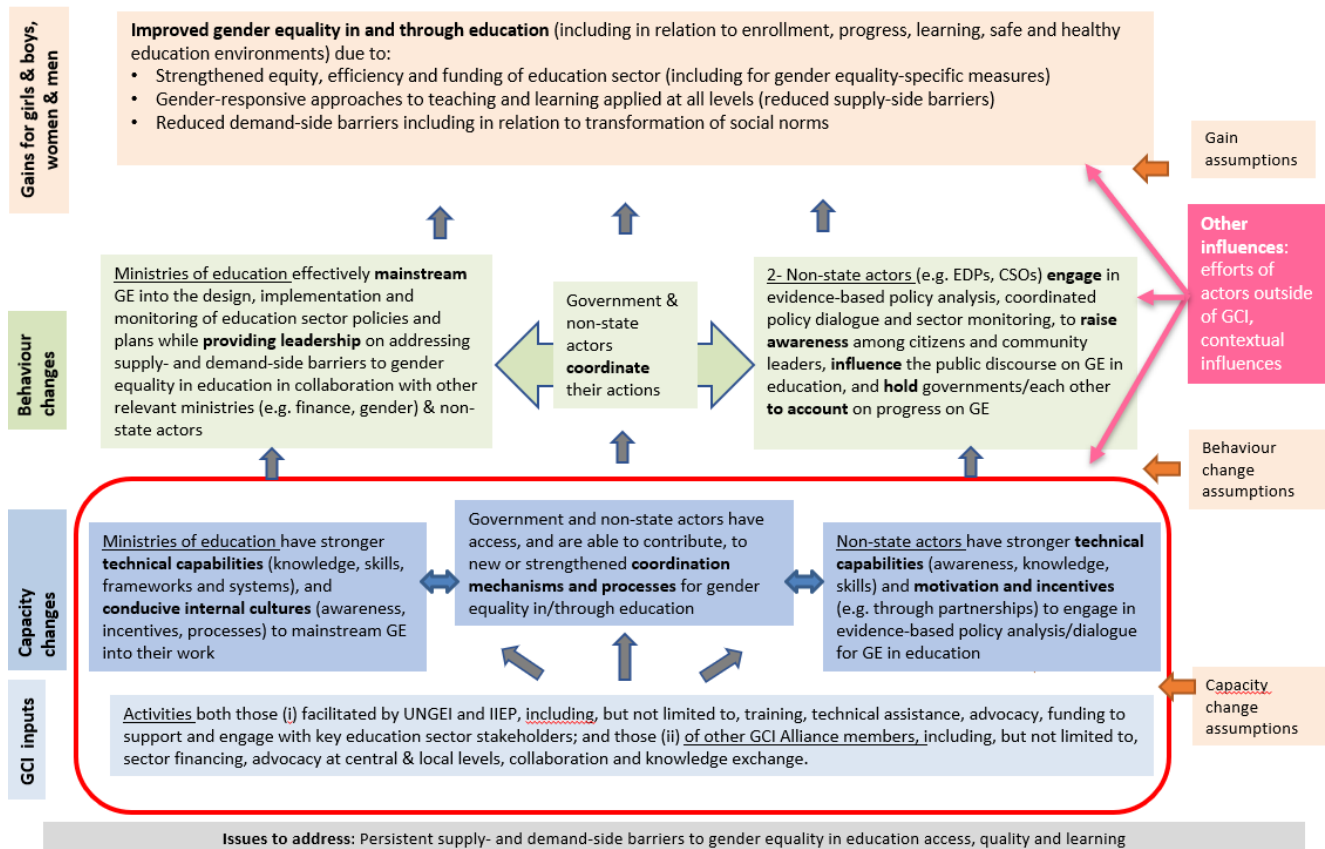 Gains for girls & boys,
women & men
Improved gender equality in and through education (including in relation to enrollment, progress, learning, safe and healthy
education environments) due to:
• Strengthened equity, efficiency and funding of education sector (including for gender equality-specific measures)
• Gender-responsive approaches to teaching and learning applied at all levels (reduced supply-side barriers)
• Reduced demand-side barriers including in relation to transformation of social norms
Gain
assumptions
Other
influences:
efforts of
actors outside
of GCI,
contextual
influences
Behaviour
changes
Ministries of education effectively mainstream
GE into the design, implementation and
monitoring of education sector policies and
plans while providing leadership on addressing
supply- and demand-side barriers to gender
equality in education in collaboration with other
relevant ministries (e.g. finance, gender) & non-
state actors
Government &
non-state
actors
coordinate
their actions
2- Non-state actors (e.g. EDPs, CSOs) engage in
evidence-based policy analysis, coordinated
policy dialogue and sector monitoring, to raise
awareness among citizens and community
leaders, influence the public discourse on GE in
education, and hold governments/each other
to account on progress on GE
Behaviour
change
assumptions
Capacity
changes
Ministries of education have stronger
technical capabilities (knowledge, skills,
frameworks and systems), and
conducive internal cultures (awareness,
incentives, processes) to mainstream GE
into their work
Government and non-state actors have
access, and are able to contribute, to
new or strengthened coordination
mechanisms and processes for gender
equality in/through education
Non-state actors have stronger technical
capabilities (awareness, knowledge,
skills) and motivation and incentives
(e.g. through partnerships) to engage in
evidence-based policy analysis/dialogue
for GE in education
Capacity
change
assumptions
GCI inputs
Activities both those (i) facilitated by UNGEI and IIEP, including, but not limited to, training, technical assistance, advocacy, funding to
support and engage with key education sector stakeholders; and those (ii) of other GCI Alliance members, including, but not limited to,
sector financing, advocacy at central & local levels, collaboration and knowledge exchange.
Issues to address: Persistent supply- and demand-side barriers to gender equality in education access, quality and learning